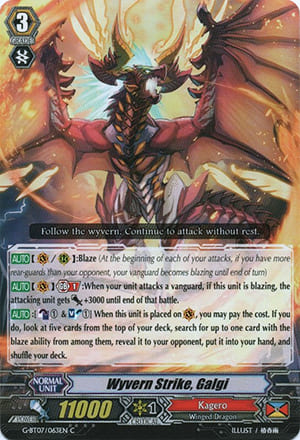 3
GRADE
Follow the wyvern. Continue to attack without rest.
AUTO [ / ]:Blaze (At the beginning of each of your attacks, if you have more
rear-guards than your opponent, your vanguard becomes blazing until end of turn)
AUTO [ ] GB 1 :When your unit attacks a vanguard, if this unit is blazing, the
attacking unit gets +3000 until end of that battle.
AUTO :[ 1] When this unit is placed on , you may pay the cost. If you
do, look at five cards from the top of your deck, search for up to one card with the
blaze ability from among them, reveal it to your opponent, put it into your hand, and
shuffle your deck.
NORMAL
UNIT
Wyvern Strike, Galgi
POWER
11000
1
CRITICAL
Kagero
Winged Dragon
G-BT07/063EN C
ILLUST /